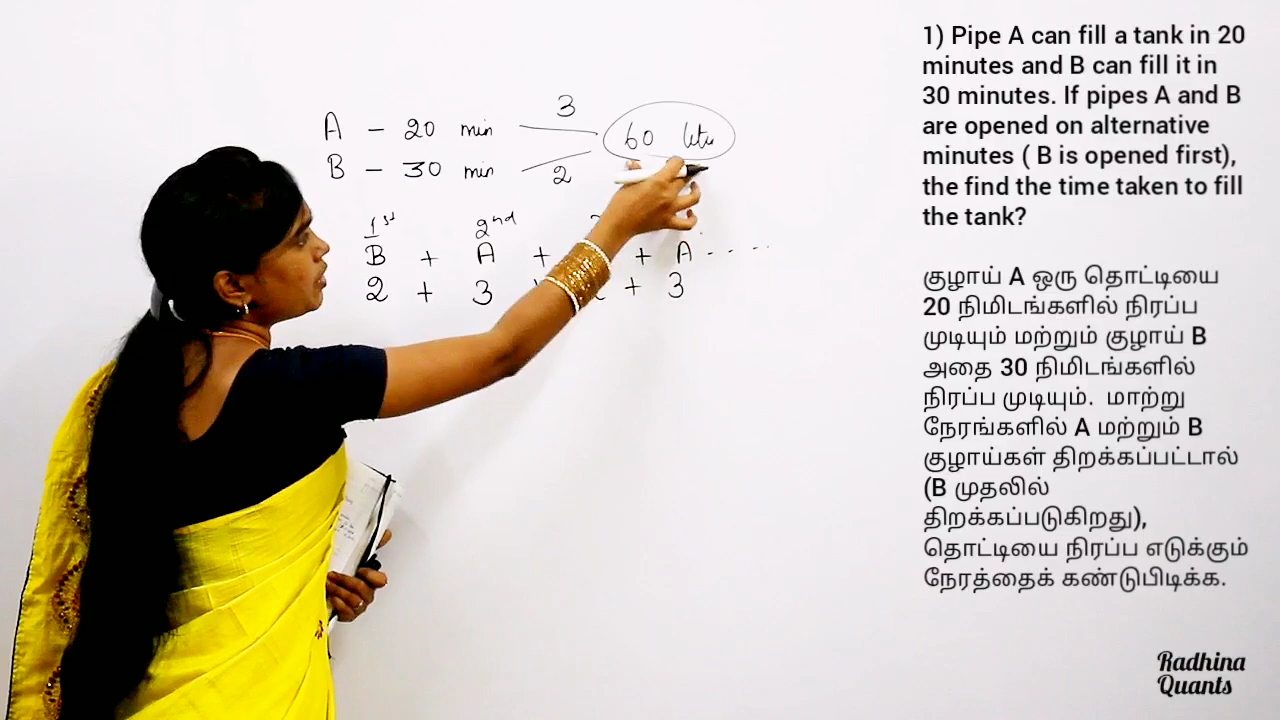 A - 20 min 3 60
B - 30 min 2
1st 2nd
B + A + + A - - - -
2 + 3 + 3
1) Pipe A can fill a tank in 20
minutes and B can fill it in
30 minutes. If pipes A and B
are opened on alternative
minutes ( B is opened first),
the find the time taken to fill
the tank?
குழாய் A ஒரு தொட்டியை
20 நிமிடங்களில் நிரப்ப
முடியும் மற்றும் குழாய் B
அதை 30 நிமிடங்களில்
நிரப்ப முடியும். மாற்று
நேரங்களில் A மற்றும் B
குழாய்கள் திறக்கப்பட்டால்
(B முதலில்
திறக்கப்படுகிறது),
தொட்டியை நிரப்ப எடுக்கும்
நேரத்தைக் கண்டுபிடிக்க.
Radhina
Quants